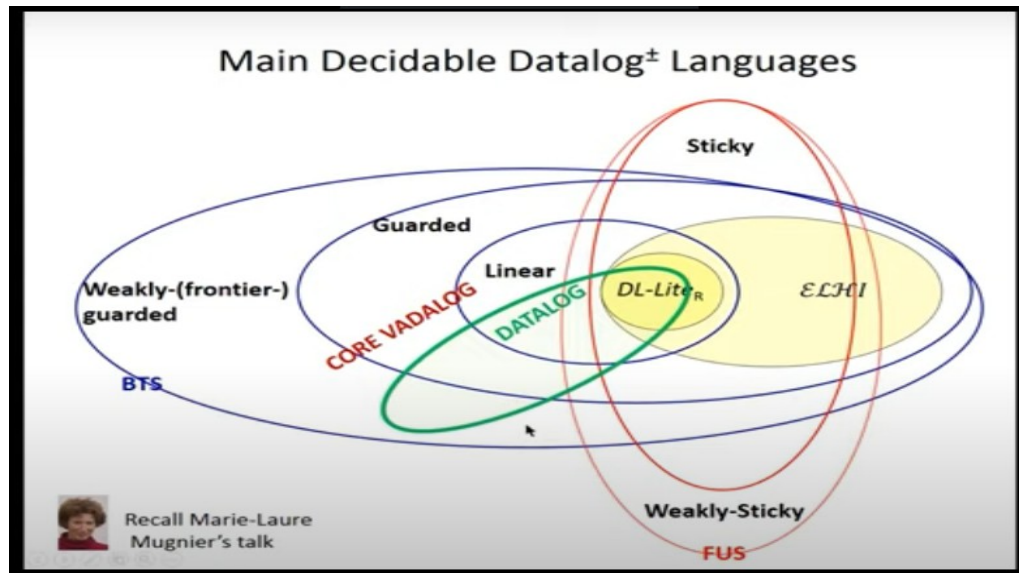 Main Decidable Datalog± Languages
Sticky
Guarded
Linear
Weakly-(frontier-)
guarded
CORE VADALOG
DATALOG
DL-LiteR
ELHI
BTS
Weakly-Sticky
FUS
Recall Marie-Laure
Mugnier's talk